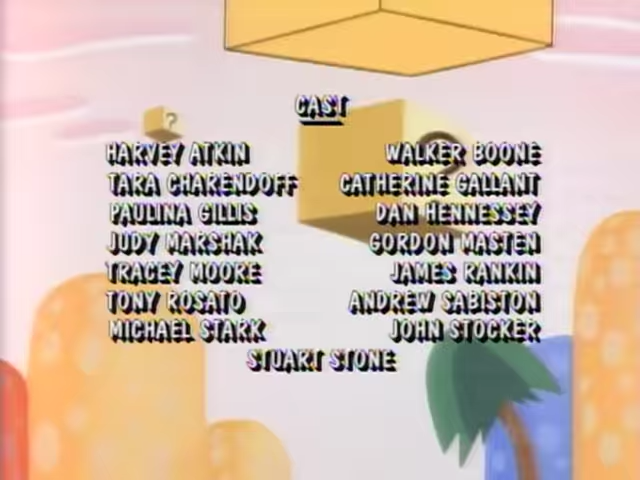 CAST
HARVEY ATKIN WALKER BOONE
TARA CHARENDOFF CATHERINE GALLANT
PAULINA GILLIS DAN HENNESSEY
JUDY MARSHAK GORDON MASTEN
TRACEY MOORE JAMES RANKIN
TONY ROSATO ANDREW SABISTON
MICHAEL STARK JOHN STOCKER
STUART STONE
? ?